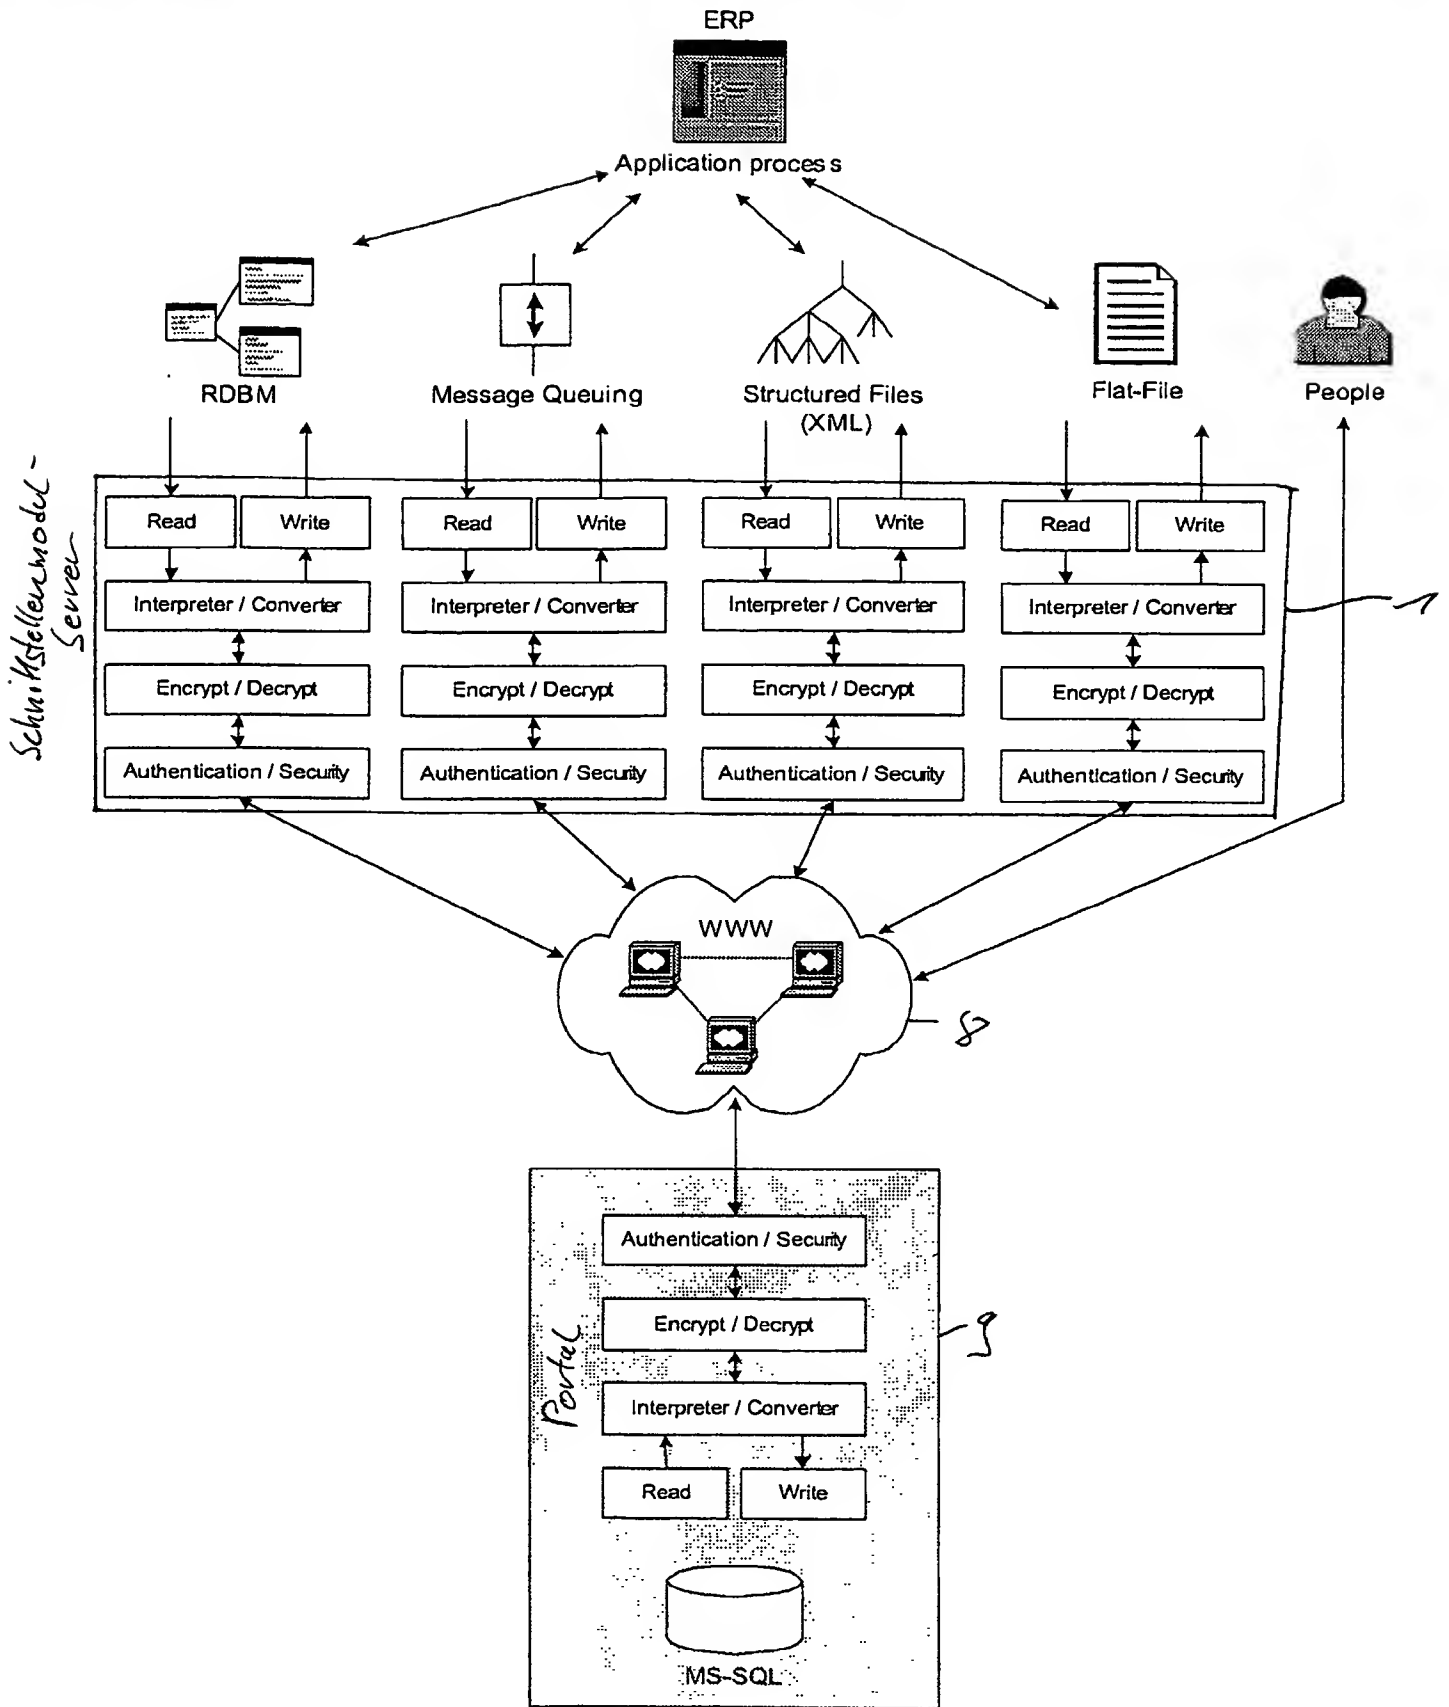 ERP
Application process
RDBM
Message Queuing
Structured Files
(XML)
Flat-File
People
Schnittstellenmodul-
Server
Read Write Read Write Read Write Read Write
Interpreter / Converter Interpreter / Converter Interpreter / Converter Interpreter / Converter
1
Encrypt / Decrypt Encrypt / Decrypt Encrypt / Decrypt Encrypt / Decrypt
Authentication / Security Authentication / Security Authentication / Security Authentication / Security
WWW
8
Portal
Authentication / Security
Encrypt / Decrypt
9
Interpreter / Converter
Read Write
MS-SQL